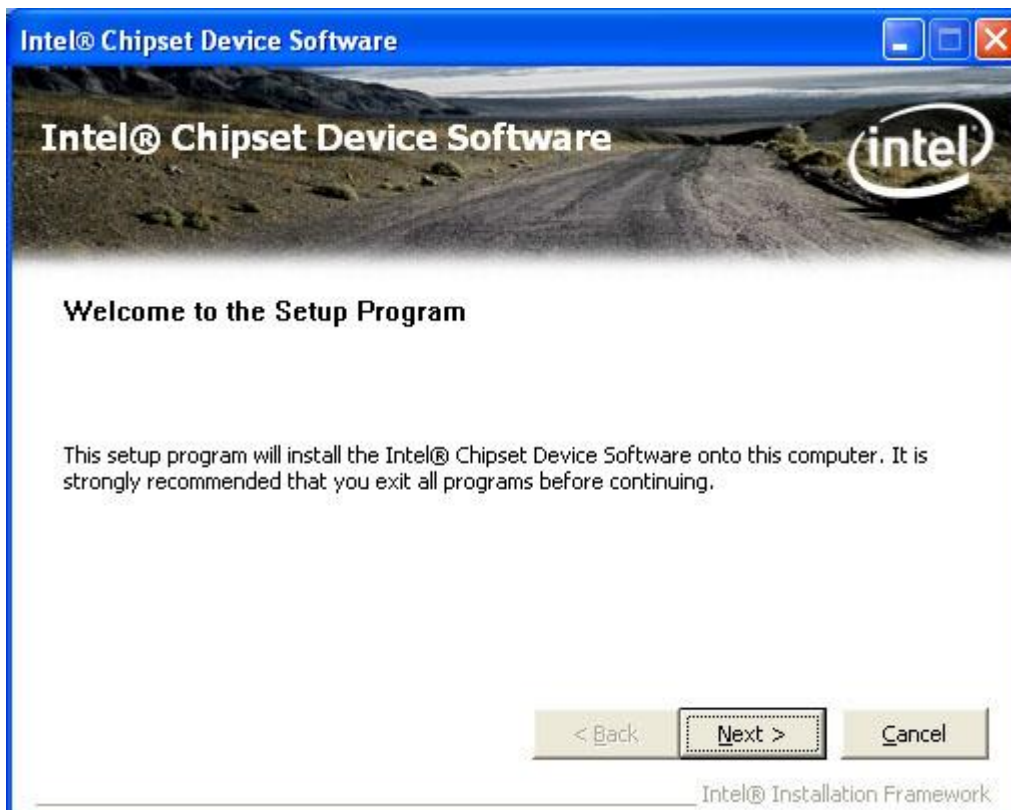 Intel® Chipset Device Software
Intel® Chipset Device Software
intel
Welcome to the Setup Program
This setup program will install the Intel® Chipset Device Software onto this computer. It is
strongly recommended that you exit all programs before continuing.
< Back Next > Cancel
Intel® Installation Framework